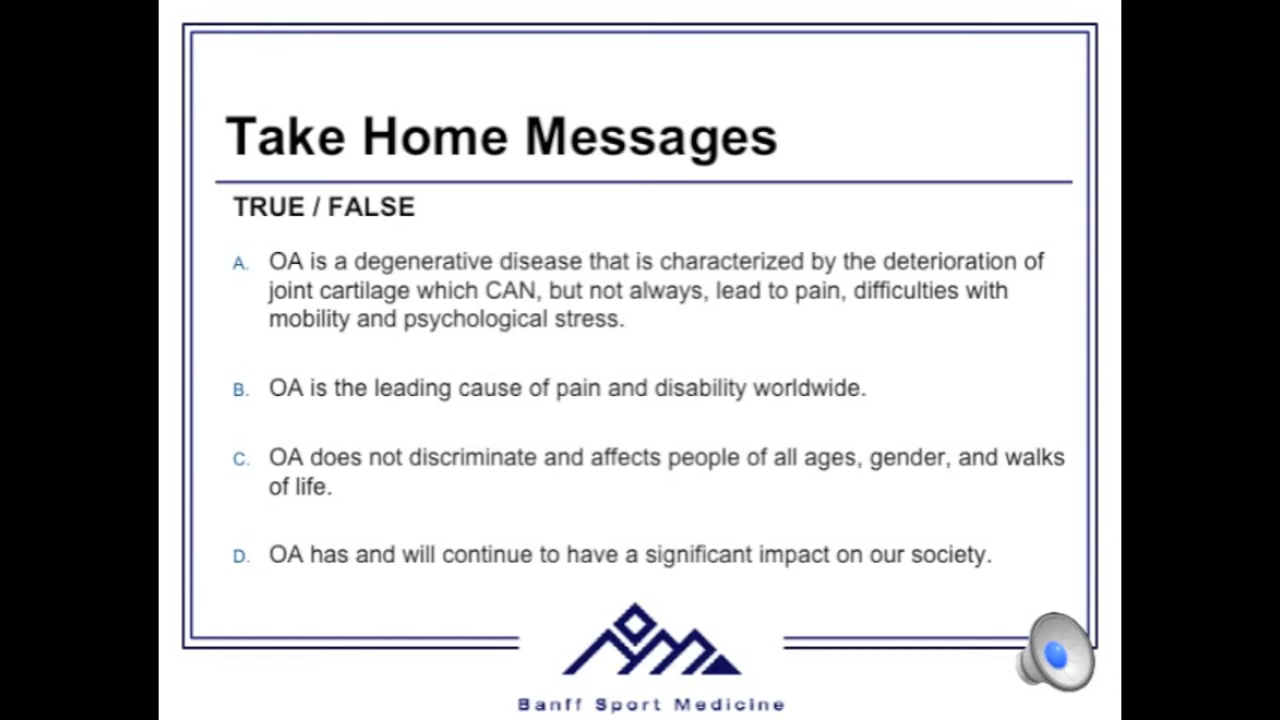 Take Home Messages
TRUE / FALSE
A. OA is a degenerative disease that is characterized by the deterioration of
joint cartilage which CAN, but not always, lead to pain, difficulties with
mobility and psychological stress.
B. OA is the leading cause of pain and disability worldwide.
C. OA does not discriminate and affects people of all ages, gender, and walks
of life.
D. OA has and will continue to have a significant impact on our society.
Banff Sport Medicine